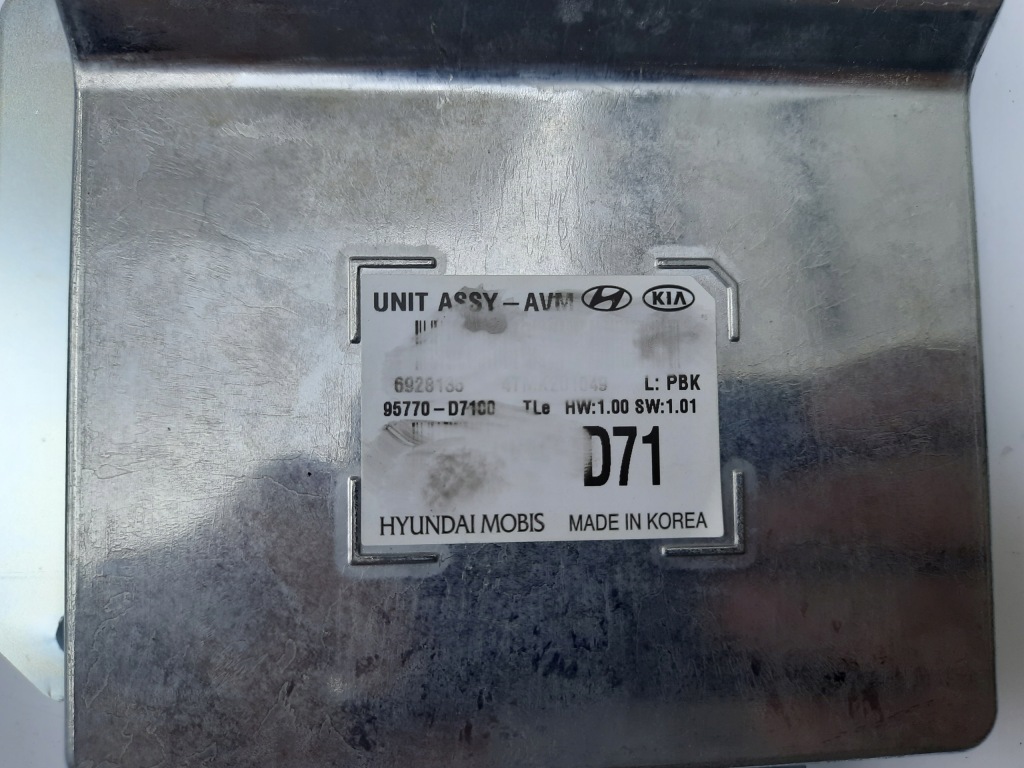 UNIT ASSY-AVM HYUNDAI KIA
L: PBK
95770-D7100 TLe HW:1.00 SW:1.01
D71
HYUNDAI MOBIS MADE IN KOREA